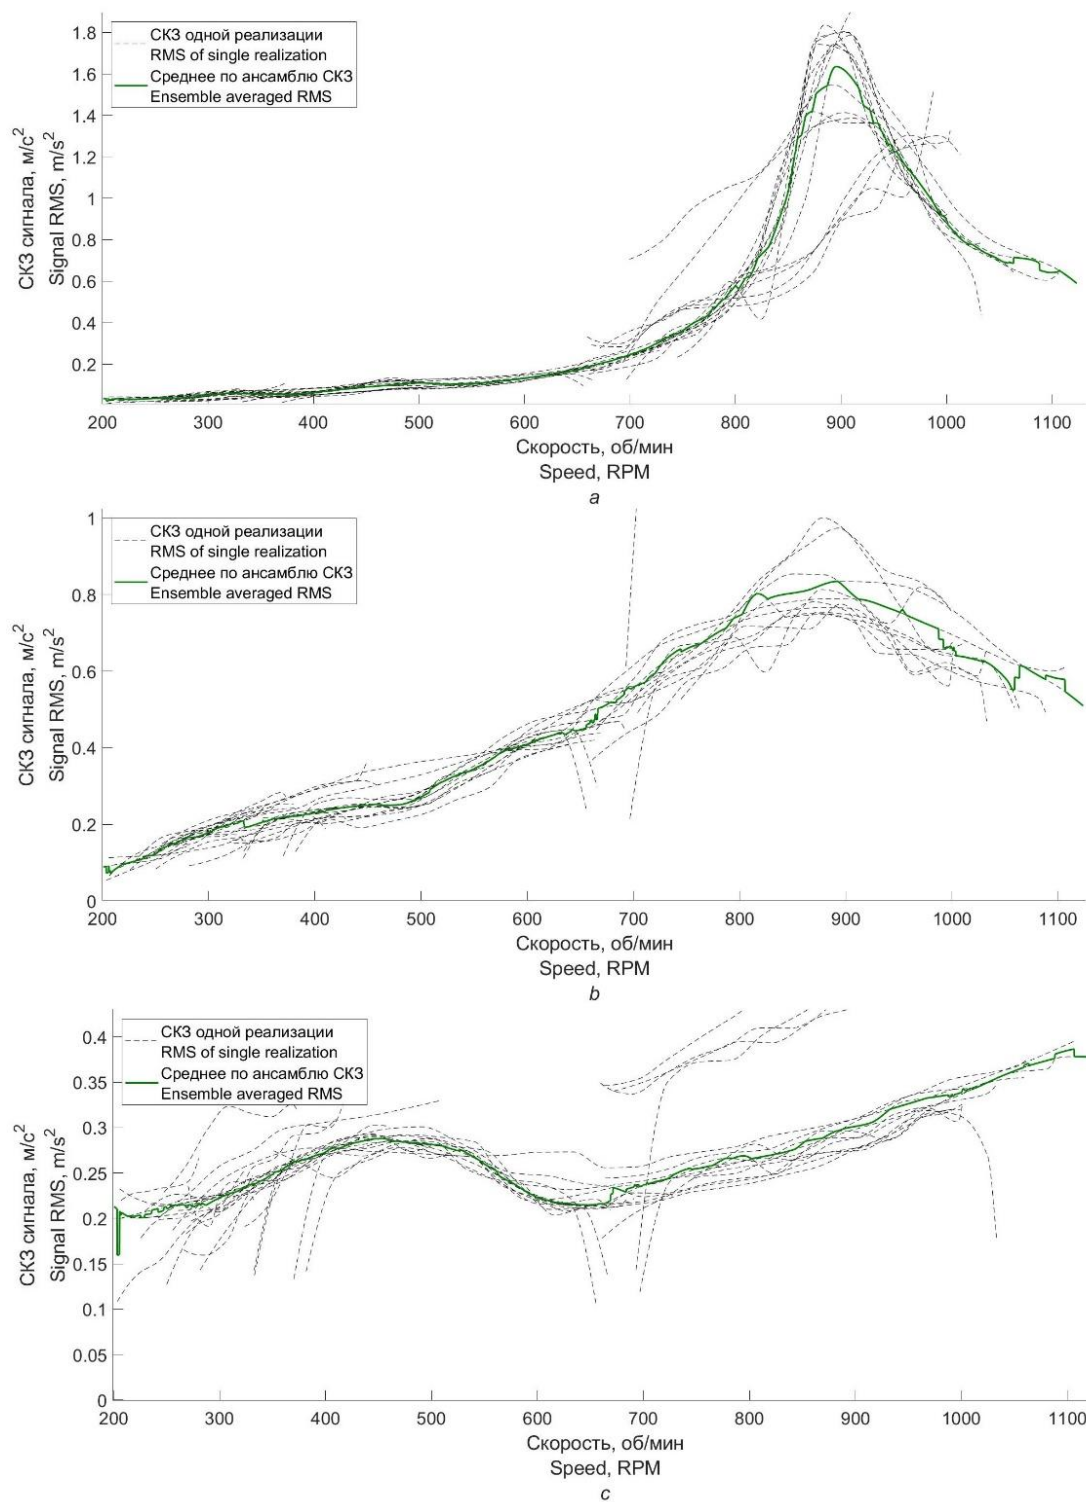 СКЗ одной реализации
RMS of single realization
Среднее по ансамблю СКЗ
Ensemble averaged RMS
СКЗ сигнала, м/с²
Signal RMS, m/s²
1.8
1.6
1.4
1.2
1
0.8
0.6
0.4
0.2
200 300 400 500 600 700 800 900 1000 1100
Скорость, об/мин
Speed, RPM
a
СКЗ одной реализации
RMS of single realization
Среднее по ансамблю СКЗ
Ensemble averaged RMS
СКЗ сигнала, м/с²
Signal RMS, m/s²
1
0.8
0.6
0.4
0.2
0
200 300 400 500 600 700 800 900 1000 1100
Скорость, об/мин
Speed, RPM
b
СКЗ одной реализации
RMS of single realization
Среднее по ансамблю СКЗ
Ensemble averaged RMS
СКЗ сигнала, м/с²
Signal RMS, m/s²
0.4
0.35
0.3
0.25
0.2
0.15
0.1
0.05
0
200 300 400 500 600 700 800 900 1000 1100
Скорость, об/мин
Speed, RPM
c